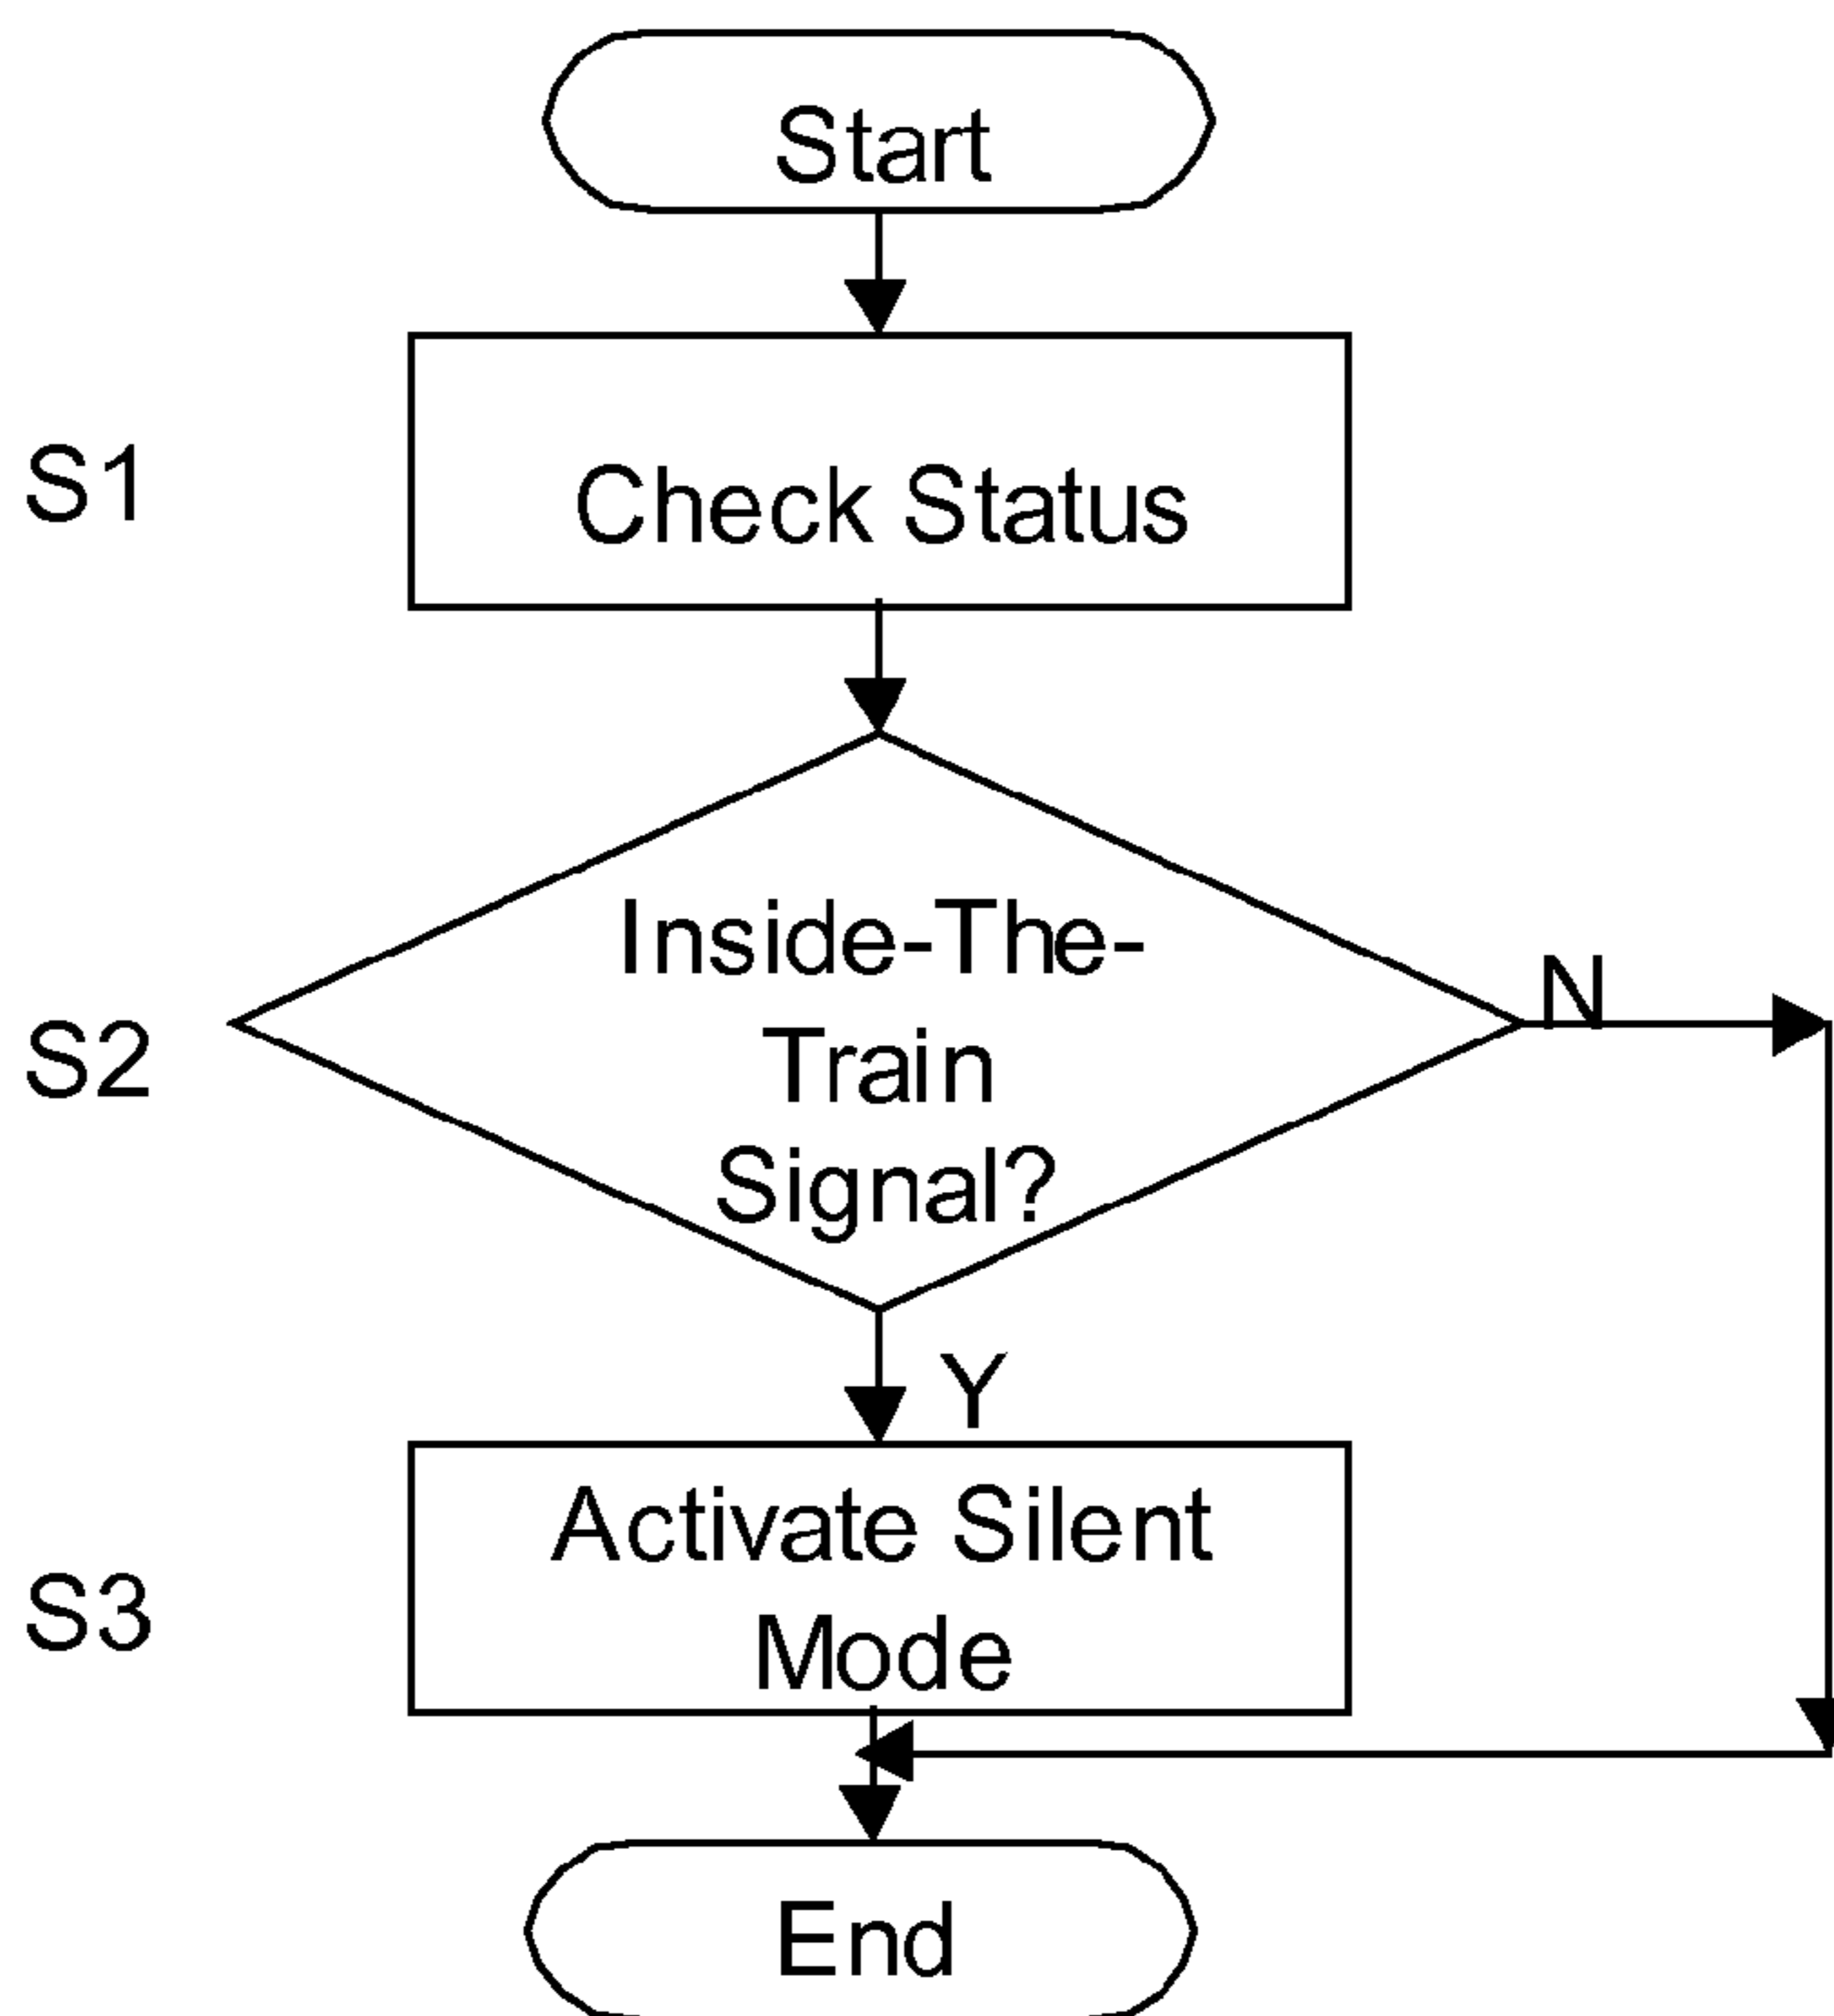 Start
S1
Check Status
Inside-The-
N
S2
Train
Signal?
Y
Activate Silent
S3
Mode
End